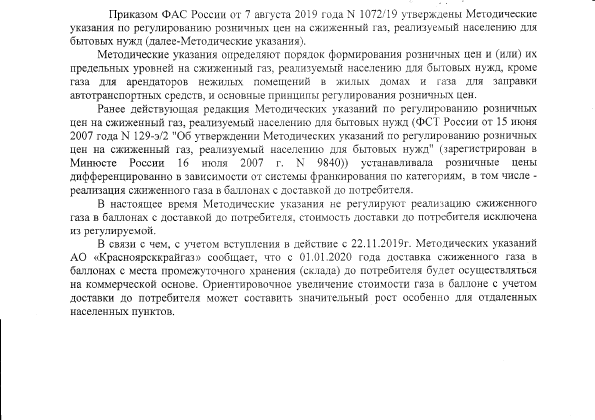 Приказом ФАС России от 7 августа 2019 года N 1072/19 утверждены Методические
указания по регулированию розничных цен на сжиженный газ, реализуемый населению для
бытовых нужд (далее-Методические указания).
Методические указания определяют порядок формирования розничных цен и (или) их
предельных уровней на сжиженный газ, реализуемый населению для бытовых нужд, кроме
газа для арендаторов нежилых помещений в жилых домах и газа для заправки
автотранспортных средств, и основные принципы регулирования розничных цен.
Ранее действующая редакция Методических указаний по регулированию розничных
цен на сжиженный газ, реализуемый населению для бытовых нужд (ФСТ России от 15 июня
2007 года N 129-э/2 "Об утверждении Методических указаний по регулированию розничных
цен на сжиженный газ, реализуемый населению для бытовых нужд" (зарегистрирован в
Минюсте России 16 июля 2007 г. N 9840)) устанавливала розничные цены
дифференцированно в зависимости от системы франкирования по категориям, в том числе -
реализация сжиженного газа в баллонах с доставкой до потребителя.
В настоящее время Методические указания не регулируют реализацию сжиженного
газа в баллонах с доставкой до потребителя, стоимость доставки до потребителя исключена
из регулируемой.
В связи с чем, с учетом вступления в действие с 22.11.2019г. Методических указаний
АО «Красноярсккрайгаз» сообщает, что с 01.01.2020 года доставка сжиженного газа в
баллонах с места промежуточного хранения (склада) до потребителя будет осуществляться
на коммерческой основе. Ориентировочное увеличение стоимости газа в баллоне с учетом
доставки до потребителя может составить значительный рост особенно для отдаленных
населенных пунктов.